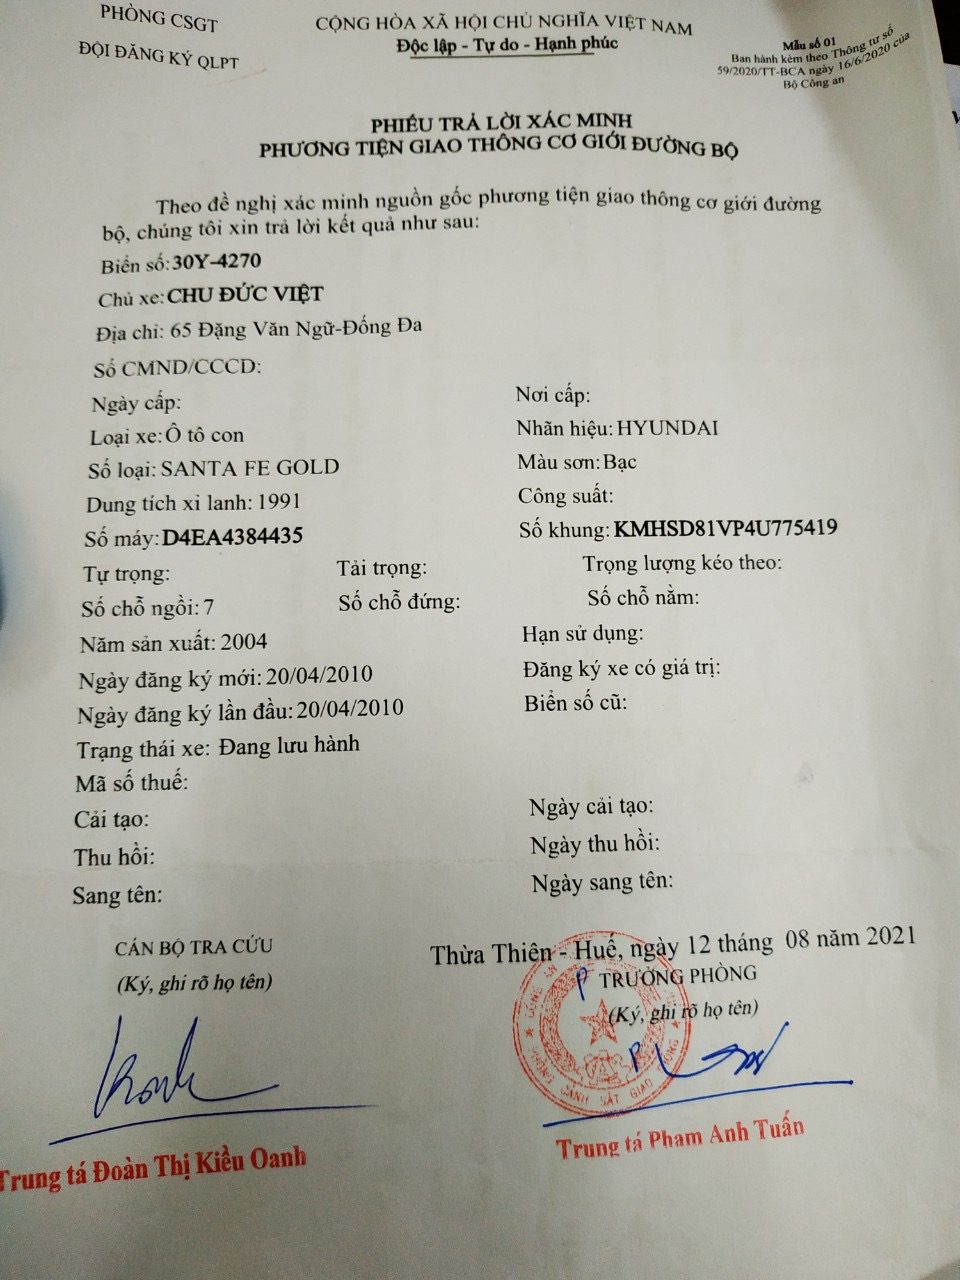 PHÒNG CSGT
ĐỘI ĐĂNG KÝ QLPT
CỘNG HÒA XÃ HỘI CHỦ NGHĨA VIỆT NAM
Độc lập - Tự do - Hạnh phúc
Mẫu số 01
Ban hành kèm theo Thông tư số
59/2020/TT-BCA ngày 16/6/2020 của
Bộ Công an
PHIẾU TRẢ LỜI XÁC MINH
PHƯƠNG TIỆN GIAO THÔNG CƠ GIỚI ĐƯỜNG BỘ
Theo đề nghị xác minh nguồn gốc phương tiện giao thông cơ giới đường
bộ, chúng tôi xin trả lời kết quả như sau:
Biển số: 30Y-4270
Chủ xe: CHU ĐỨC VIỆT
Địa chỉ: 65 Đặng Văn Ngữ-Đống Đa
Số CMND/CCCD:
Ngày cấp: Nơi cấp:
Loại xe: Ô tô con Nhãn hiệu: HYUNDAI
Số loại: SANTA FE GOLD Màu sơn: Bạc
Dung tích xi lanh: 1991 Công suất:
Số máy: D4EA4384435 Số khung: KMHSD81VP4U775419
Tự trọng: Tải trọng: Trọng lượng kéo theo:
Số chỗ ngồi: 7 Số chỗ đứng: Số chỗ nằm:
Năm sản xuất: 2004 Hạn sử dụng:
Ngày đăng ký mới: 20/04/2010 Đăng ký xe có giá trị:
Ngày đăng ký lần đầu: 20/04/2010 Biển số cũ:
Trạng thái xe: Đang lưu hành
Mã số thuế:
Cải tạo: Ngày cải tạo:
Thu hồi: Ngày thu hồi:
Sang tên: Ngày sang tên:
Thừa Thiên - Huế, ngày 12 tháng 08 năm 2021
CÁN BỘ TRA CỨU
(Ký, ghi rõ họ tên)
P TRƯỞNG PHÒNG
(Ký, ghi rõ họ tên)
P
CÔNG AN
PHÒNG CẢNH SÁT GIAO THÔNG
Trung tá Đoàn Thị Kiều Oanh
Trung tá Phạm Anh Tuấn